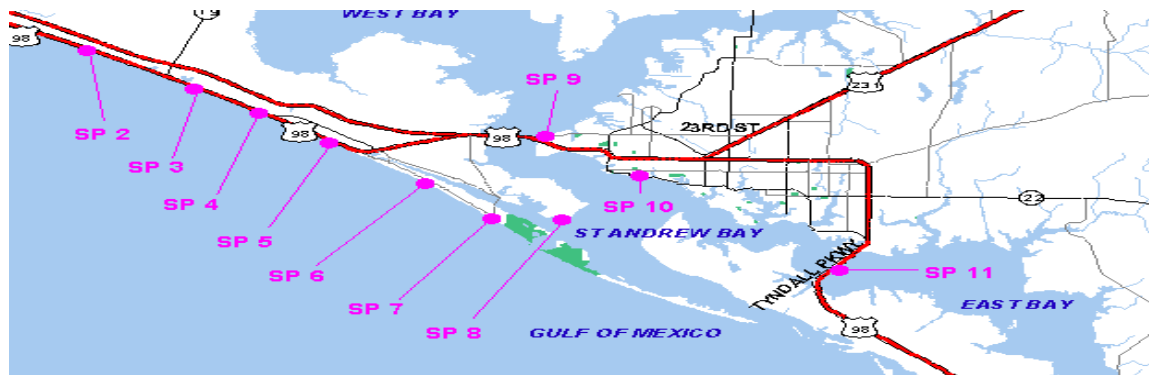 WEST BAY
19
98
SP 2
SP 3
SP 4
98
SP 5
SP 6
SP 7
SP 8
98
SP 9
23RD ST
231
SP 10
ST ANDREW BAY
22
TYNDALL PKWY
SP 11
EAST BAY
GULF OF MEXICO
98